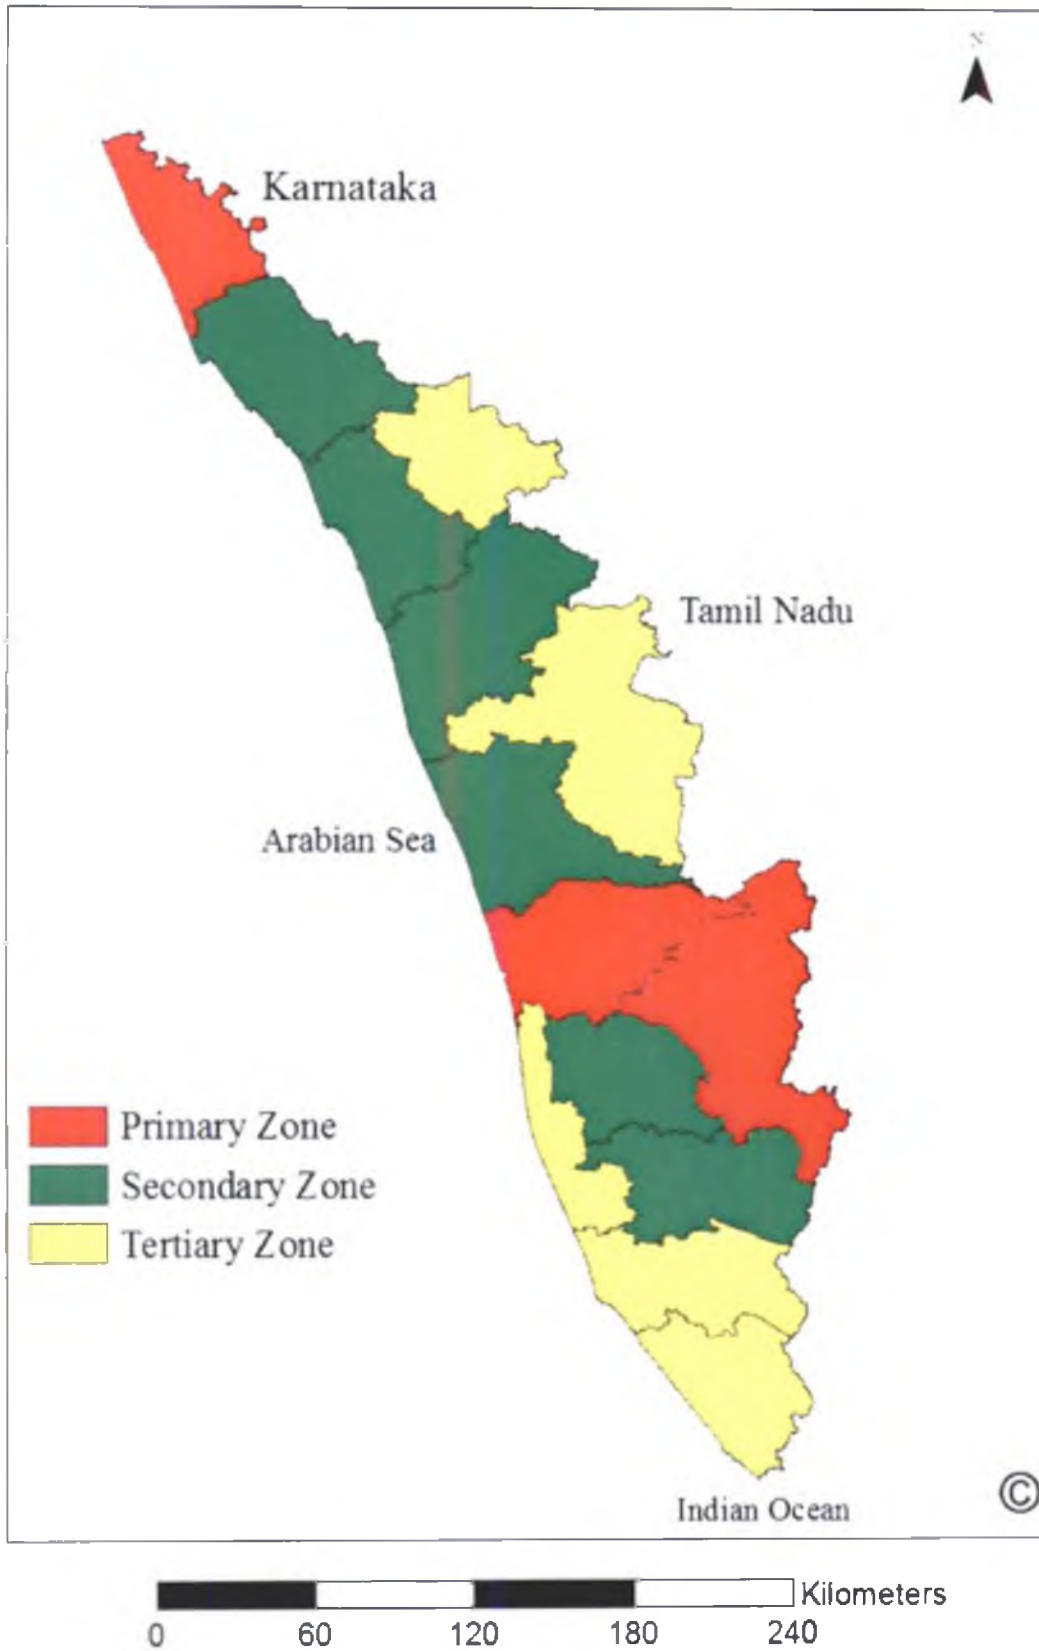 N
Karnataka
Tamil Nadu
Arabian Sea
Primary Zone
Secondary Zone
Tertiary Zone
Indian Ocean
©
Kilometers
0 60 120 180 240